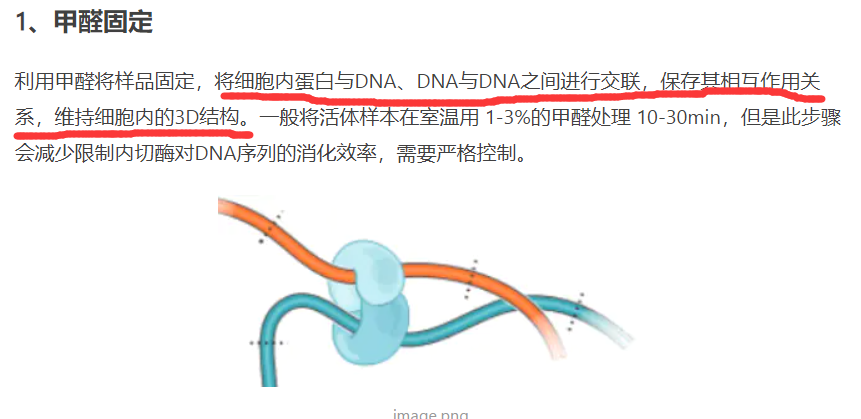 1、甲醛固定
利用甲醛将样品固定，将细胞内蛋白与DNA、DNA与DNA之间进行交联，保存其相互作用关
系，维持细胞内的3D结构。一般将活体样本在室温用 1-3%的甲醛处理 10-30min，但是此步骤
会减少限制内切酶对DNA序列的消化效率，需要严格控制。
image.png